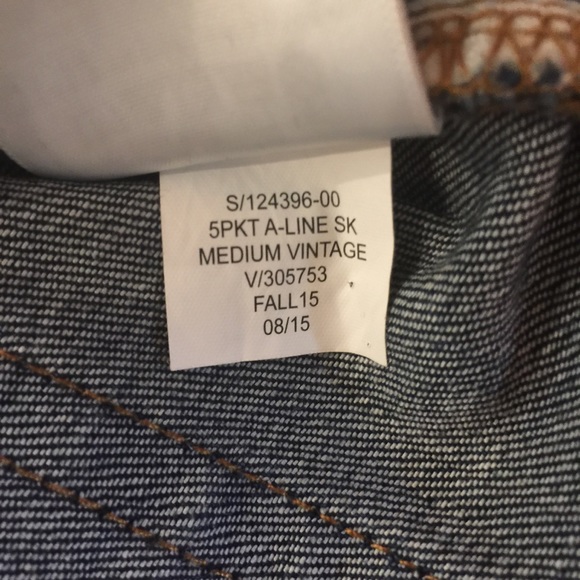 S/124396-00
5PKT A-LINE SK
MEDIUM VINTAGE
V/305753
FALL15
08/15